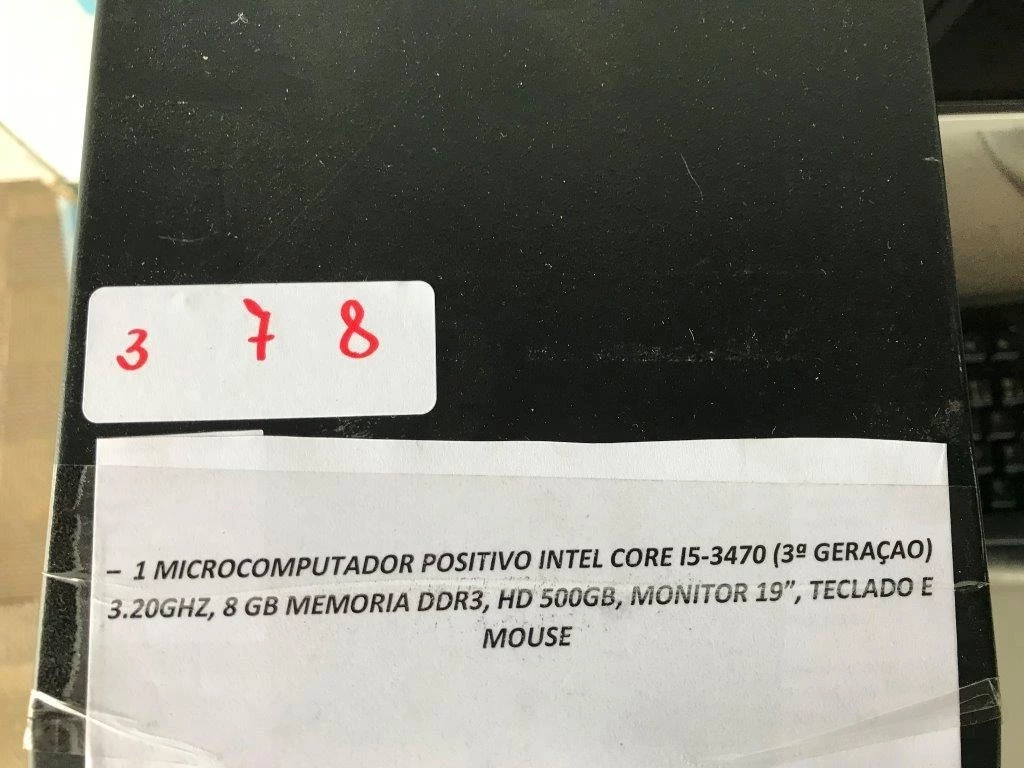 3 7 8
– 1 MICROCOMPUTADOR POSITIVO INTEL CORE I5-3470 (3ª GERAÇAO)
3.20GHZ, 8 GB MEMORIA DDR3, HD 500GB, MONITOR 19”, TECLADO E
MOUSE